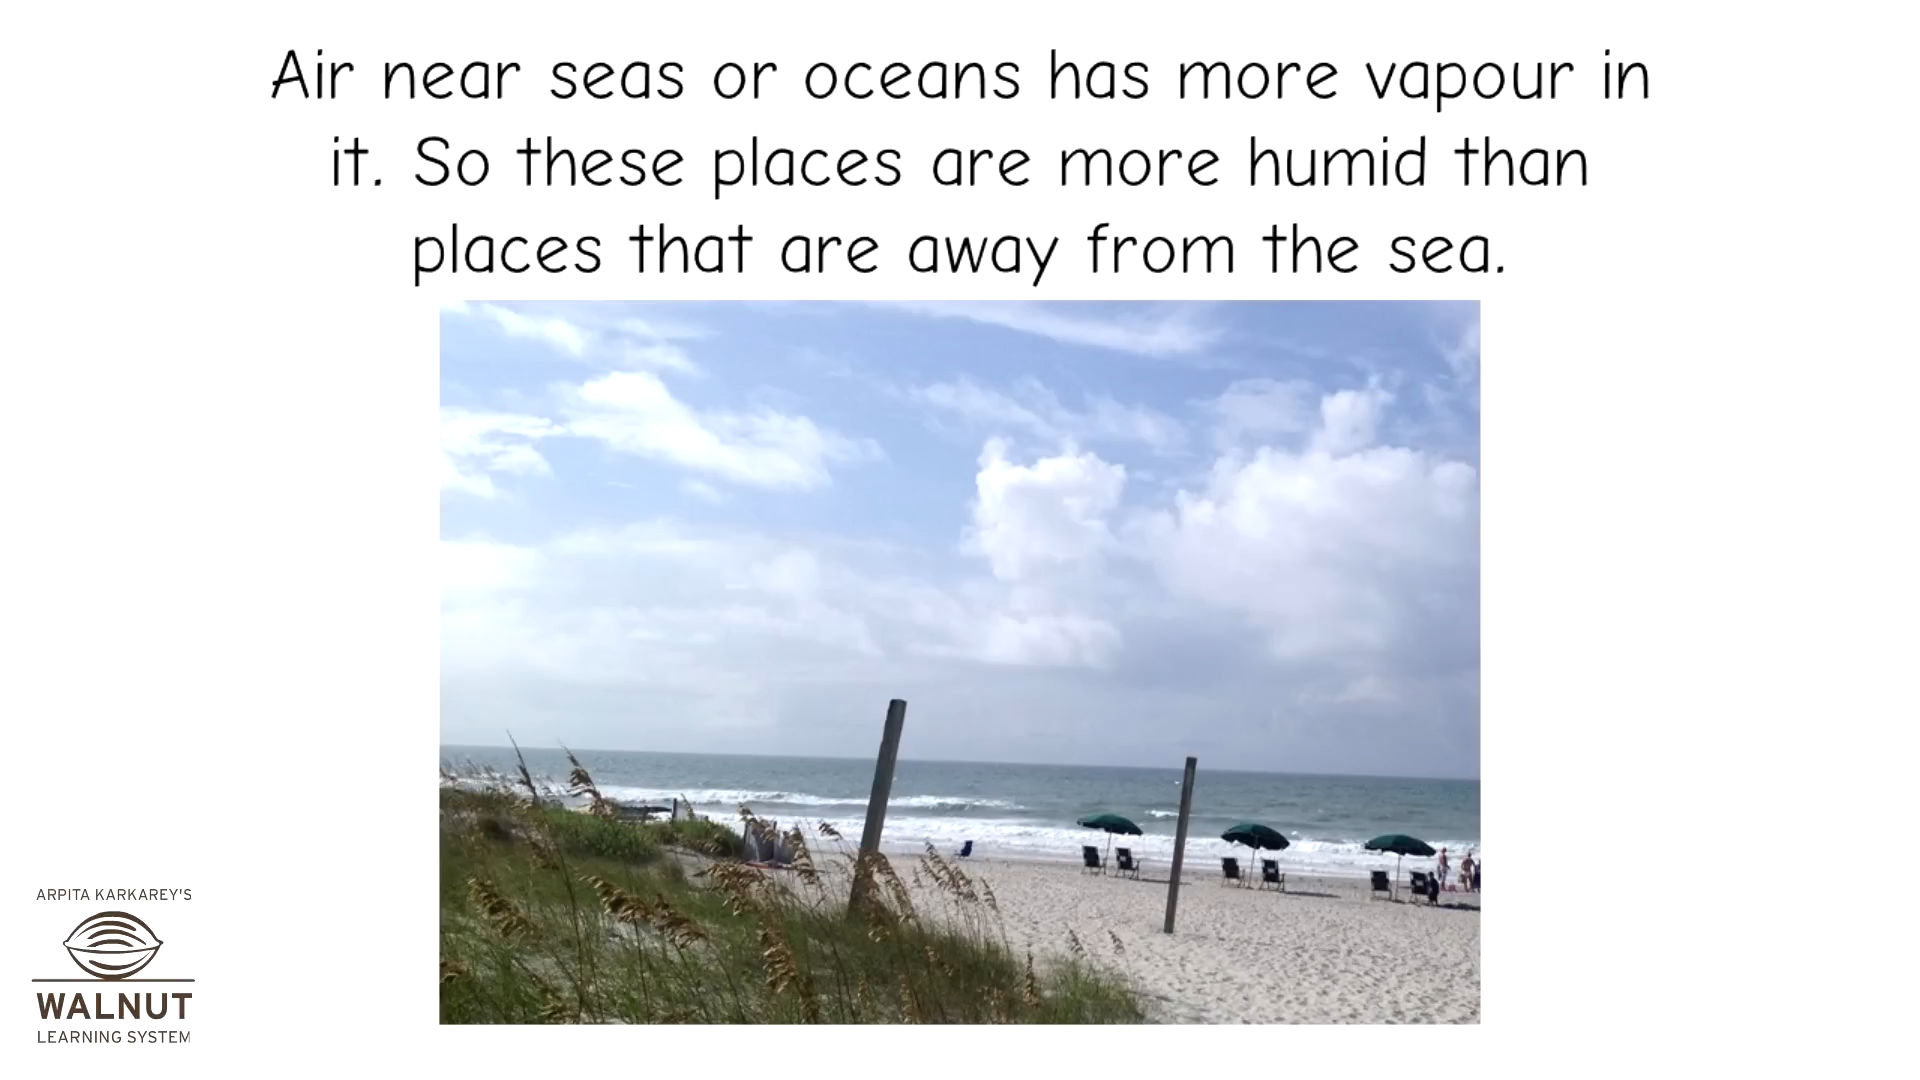 Air near seas or oceans has more vapour in
it. So these places are more humid than
places that are away from the sea.
ARPITA KARKAREY'S
WALNUT
LEARNING SYSTEM